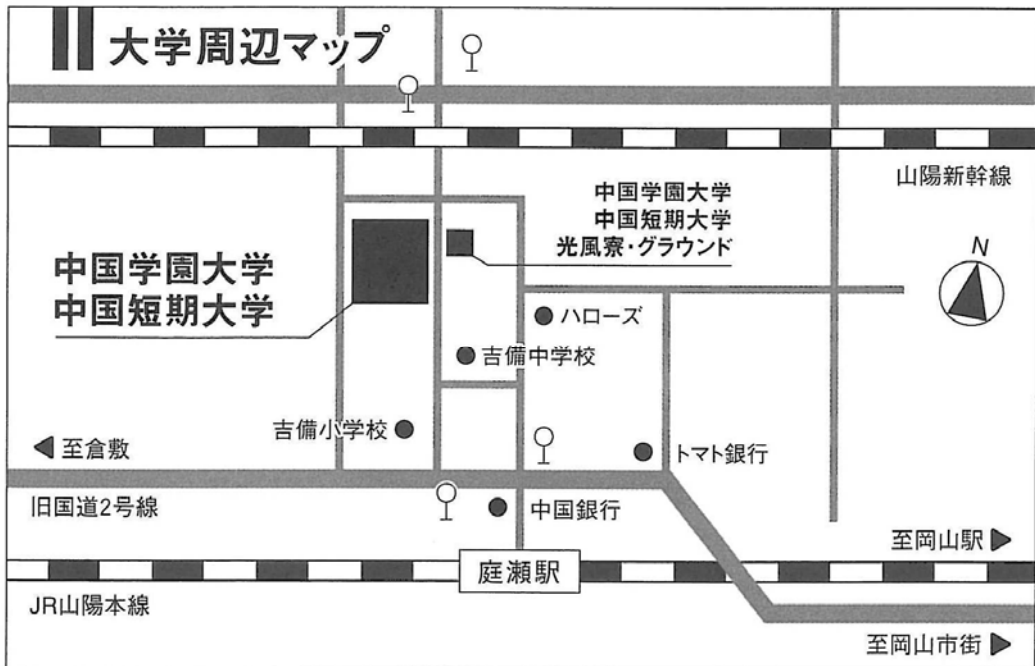 大学周辺マップ
山陽新幹線
中国学園大学
中国短期大学
光風寮・グラウンド
中国学園大学
中国短期大学
N
ハローズ
吉備中学校
吉備小学校
至倉敷
トマト銀行
旧国道2号線
中国銀行
至岡山駅
庭瀬駅
JR山陽本線
至岡山市街